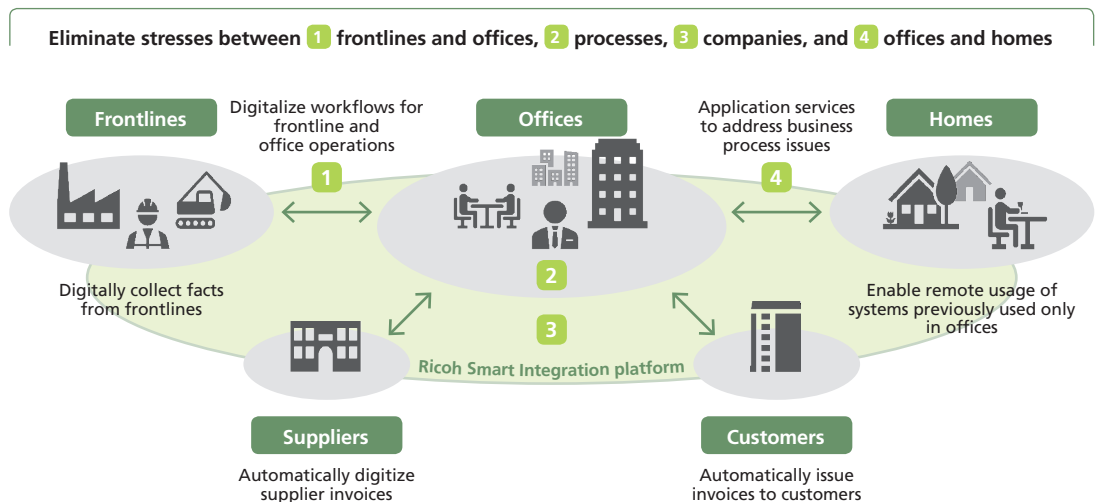 Eliminate stresses between 1 frontlines and offices, 2 processes, 3 companies, and 4 offices and homes
Frontlines
Digitalize workflows for
frontline and
office operations
1
Offices
Application services
to address business
process issues
4
Homes
2
Digitally collect facts
from frontlines
Enable remote usage of
systems previously used only
in offices
3
Ricoh Smart Integration platform
Suppliers
Automatically digitize
supplier invoices
Customers
Automatically issue
invoices to customers